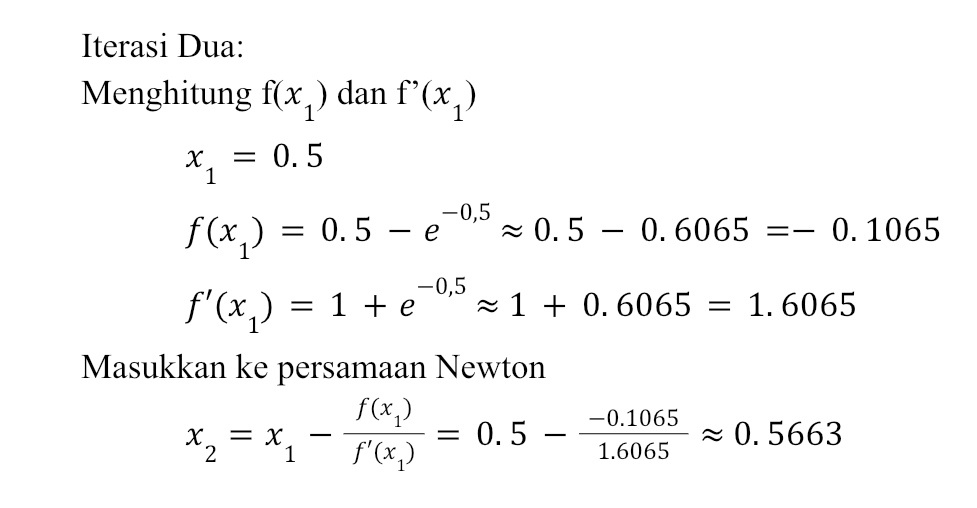 Iterasi Dua:
Menghitung f(x₁) dan f’(x₁)
x₁ = 0.5
f(x₁) = 0.5 − e^−0,5 ≈ 0.5 − 0.6065 =− 0.1065
f′(x₁) = 1 + e^−0,5 ≈ 1 + 0.6065 = 1.6065
Masukkan ke persamaan Newton
x₂ = x₁ − f(x₁)/f′(x₁) = 0.5 − −0.1065/1.6065 ≈ 0.5663